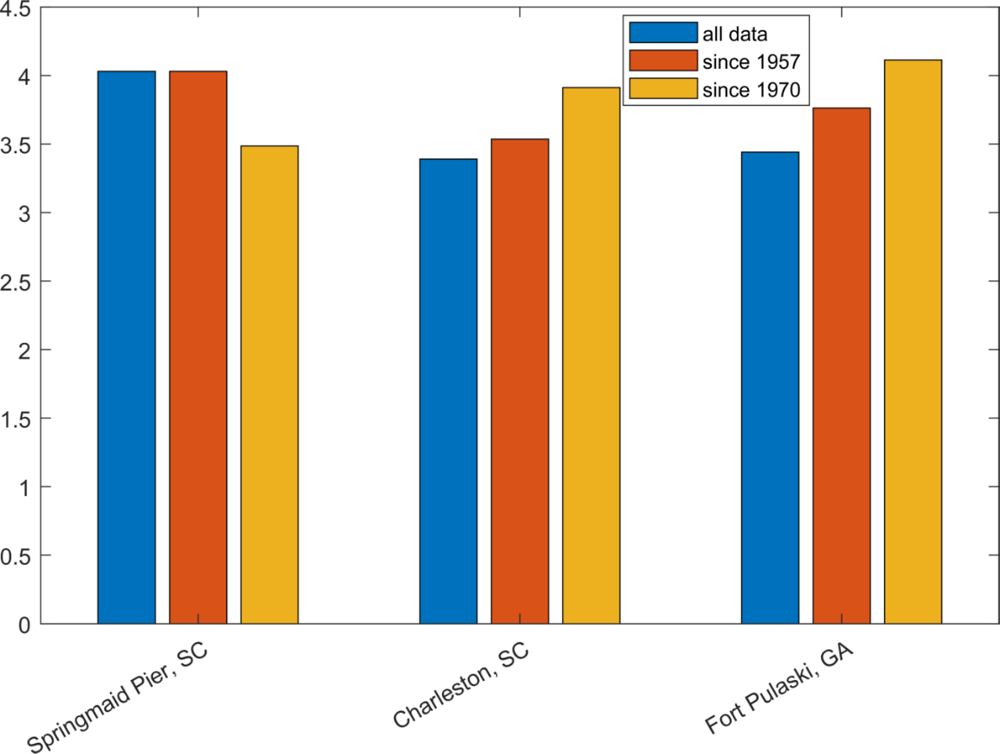 4.5
4
3.5
3
2.5
2
1.5
1
0.5
0
all data
since 1957
since 1970
Springmaid Pier, SC
Charleston, SC
Fort Pulaski, GA